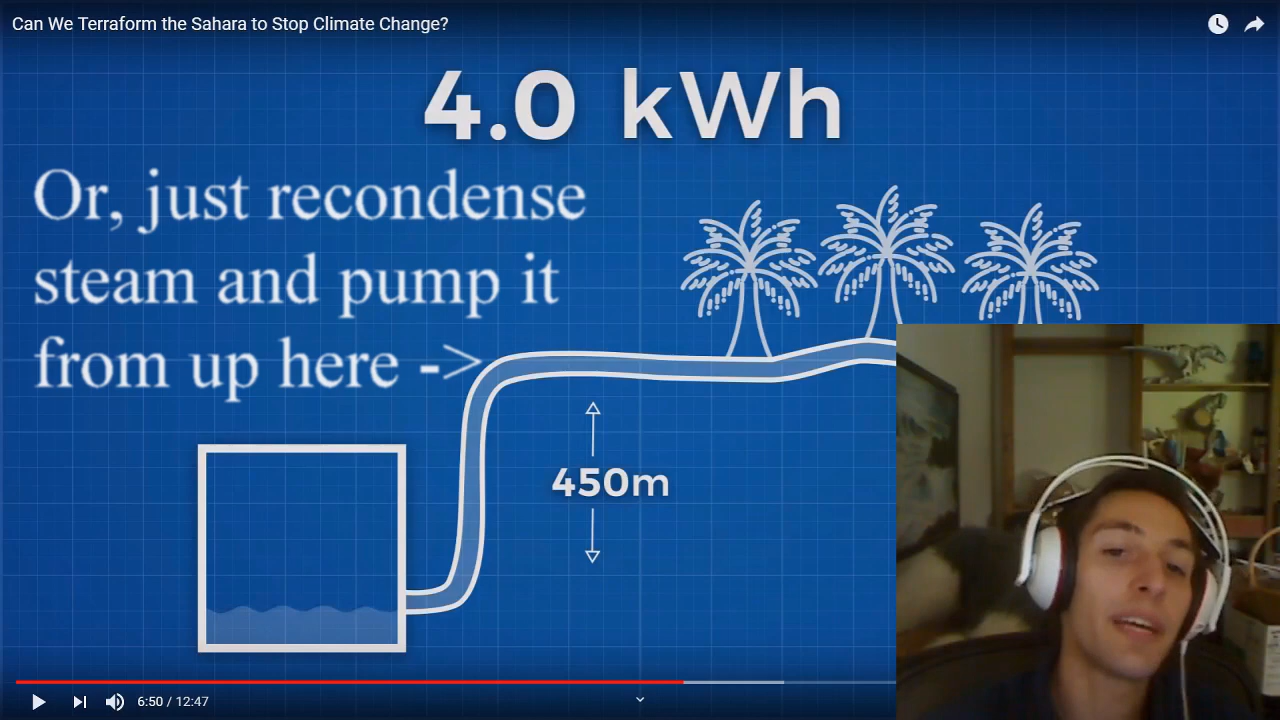 Can We Terraform the Sahara to Stop Climate Change?
4.0 kWh
Or, just recondense
steam and pump it
from up here ->
450m
6:50 / 12:47